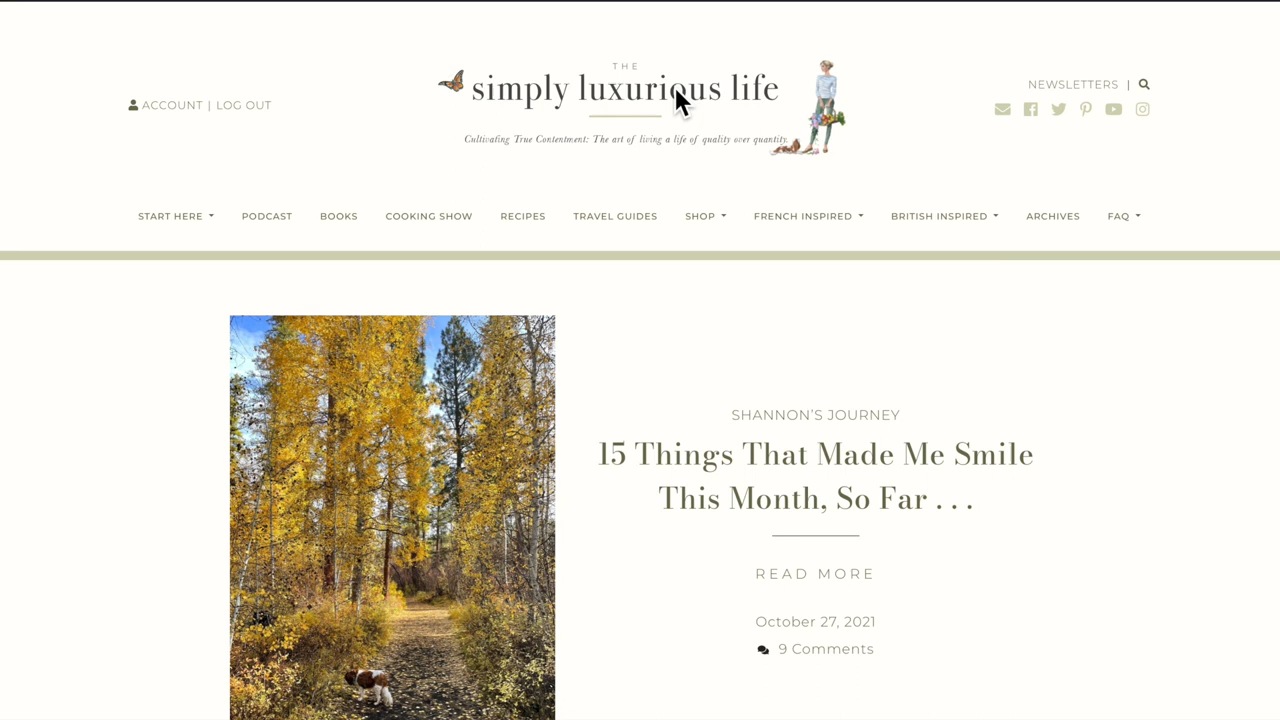 THE
simply luxurious life
Cultivating True Contentment: The art of living a life of quality over quantity.
ACCOUNT | LOG OUT
NEWSLETTERS |
START HERE PODCAST BOOKS COOKING SHOW RECIPES TRAVEL GUIDES SHOP FRENCH INSPIRED BRITISH INSPIRED ARCHIVES FAQ
SHANNON'S JOURNEY
15 Things That Made Me Smile
This Month, So Far . . .
READ MORE
October 27, 2021
9 Comments